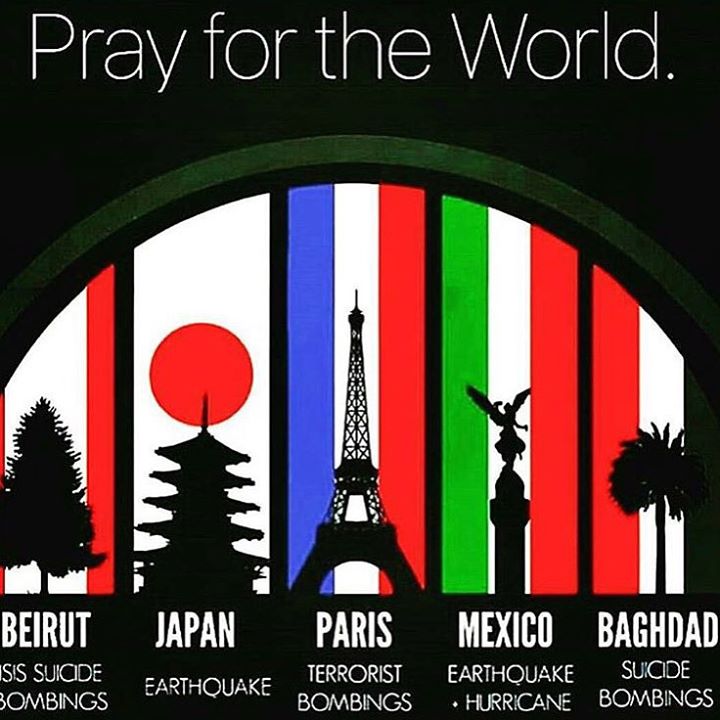 Pray for the World.
BEIRUT
ISIS SUICIDE
BOMBINGS
JAPAN
EARTHQUAKE
PARIS
TERRORIST
BOMBINGS
MEXICO
EARTHQUAKE
• HURRICANE
BAGHDAD
SUICIDE
BOMBINGS